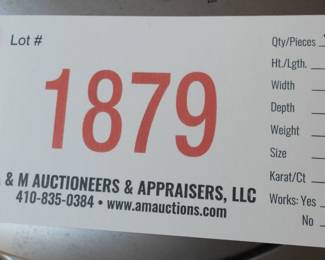 Lot #
1879
& M AUCTIONEERS & APPRAISERS, LLC
410-835-0384 • www.amauctions.com
Qty/Pieces
Ht./Lgth.
Width
Depth
Weight
Size
Karat/Ct
Works: Yes
No